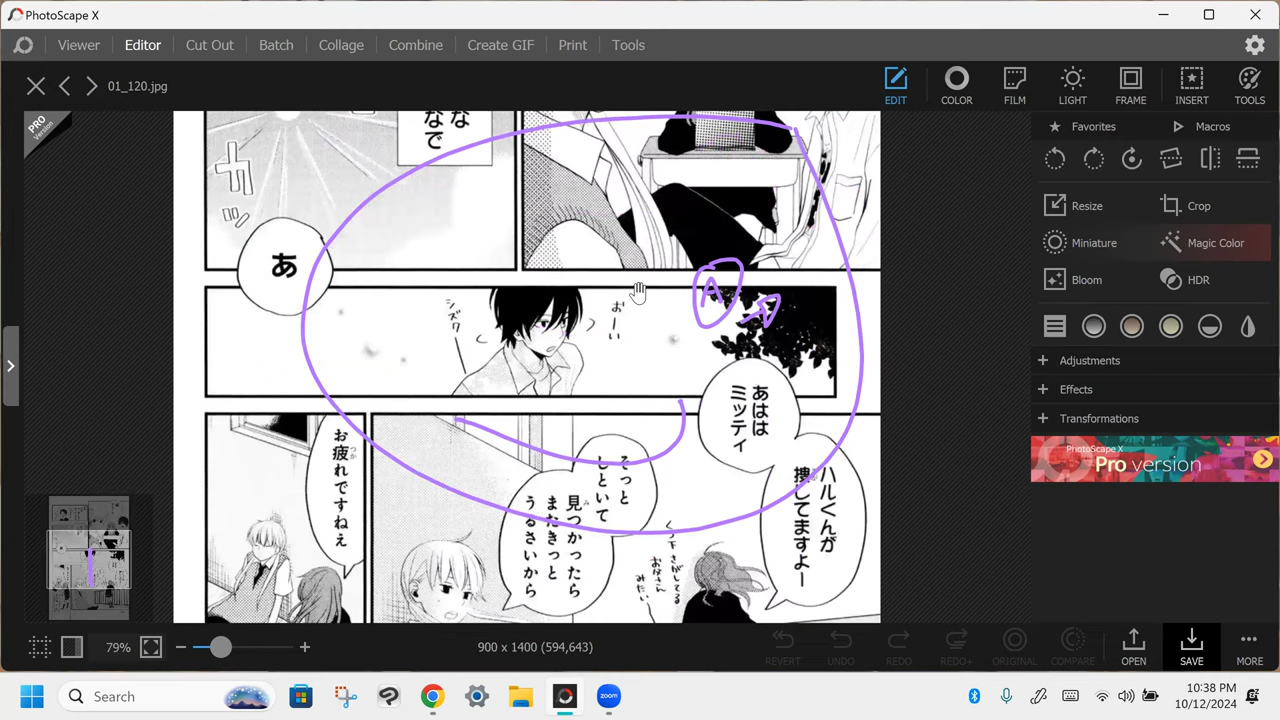 PhotoScape X
Viewer
Editor
Cut Out
Batch
Collage
Combine
Create GIF
Print
Tools
01_120.jpg
EDIT
COLOR
FILM
LIGHT
FRAME
INSERT
TOOLS
PRO
Version
Favorites
Macros
Resize
Crop
Miniature
Magic Color
Bloom
HDR
Adjustments
Effects
Transformations
PhotoScape X
Pro version
な
なで
キ
ッ
あ
A
おーい
シズク
あはは
ミッティ
ハルくんが
捜してますよー
そっと
しといて
見つかったら
またきっと
うるさいから
くつ下さがしてる
お父さん
みたい
お疲れですねぇ
79%
900 x 1400 (594,643)
REVERT
UNDO
REDO
REDO+
ORIGINAL
COMPARE
OPEN
SAVE
MORE
Search
zoom
10:38 PM
10/12/2024